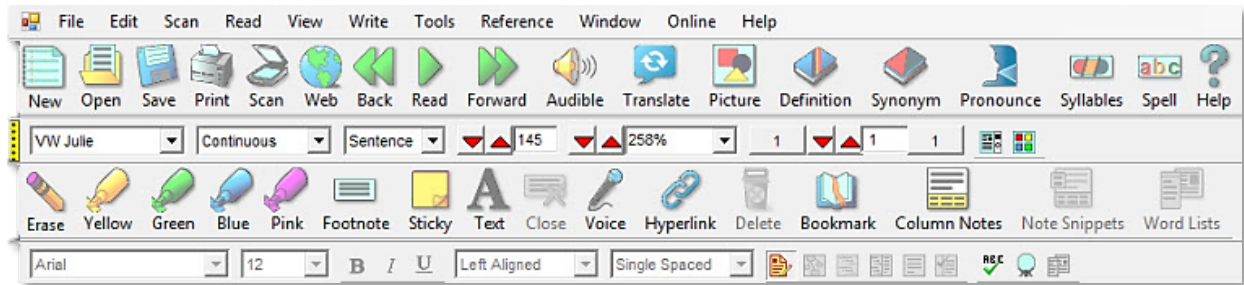 File Edit Scan Read View Write Tools Reference Window Online Help
abc
New Open Save Print Scan Web Back Read Forward Audible Translate Picture Definition Synonym Pronounce Syllables Spell Help
VW Julie Continuous Sentence 145 258% 1 1 1
A
Erase Yellow Green Blue Pink Footnote Sticky Text Close Voice Hyperlink Delete Bookmark Column Notes Note Snippets Word Lists
Arial 12 B I U Left Aligned Single Spaced ABC